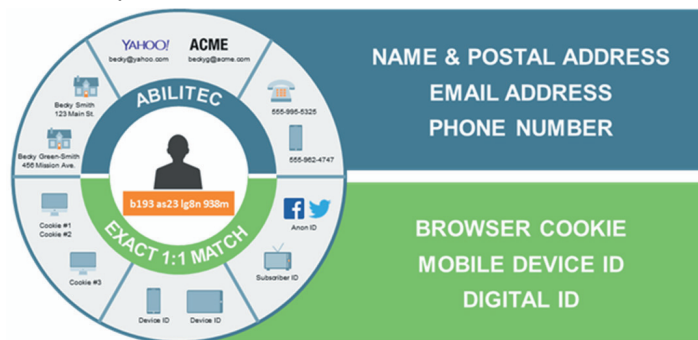 YAHOO!
becky@yahoo.com
ACME
beckyg@acme.com
Becky Smith
123 Main St.
555-995-5325
Becky Green-Smith
456 Mission Ave.
555-962-4747
ABILITEC
b193 as23 lg8n 938m
EXACT 1:1 MATCH
Cookie #1
Cookie #2
Anon ID
Cookie #3
Subscriber ID
Device ID
Device ID
NAME & POSTAL ADDRESS
EMAIL ADDRESS
PHONE NUMBER
BROWSER COOKIE
MOBILE DEVICE ID
DIGITAL ID